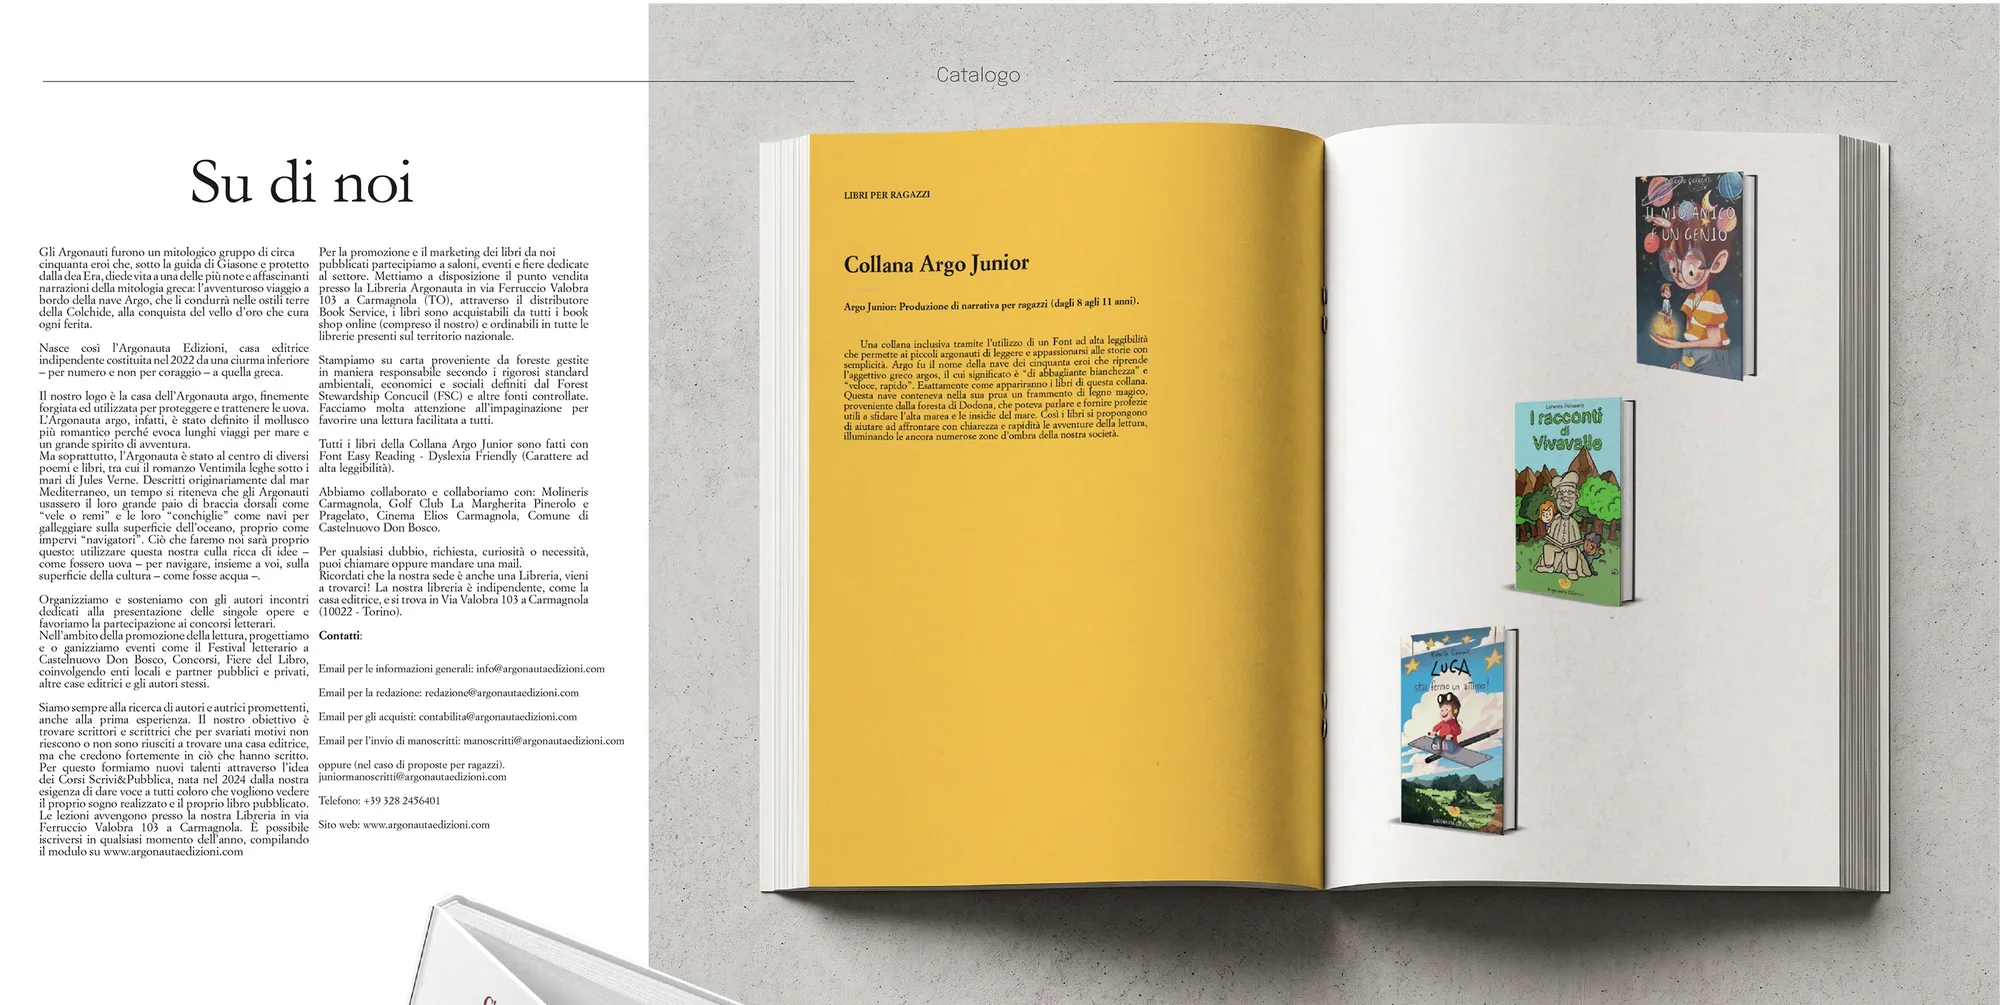 Catalogo
Su di noi
Gli Argonauti furono un mitologico gruppo di circa
cinquanta eroi che, sotto la guida di Giasone e protetto
dalla dea Era, diede vita a una delle più note e affascinanti
narrazioni della mitologia greca: l'avventuroso viaggio a
bordo della nave Argo, che li condurrà nelle ostili terre
della Colchide, alla conquista del vello d'oro che cura
ogni ferita.
Nasce così l'Argonauta Edizioni, casa editrice
indipendente costituita nel 2022 da una ciurma inferiore
– per numero e non per coraggio – a quella greca.
Il nostro logo è la casa dell'Argonauta argo, finemente
forgiata ed utilizzata per proteggere e trattenere le uova.
L'Argonauta argo, infatti, è stato definito il mollusco
più romantico perché evoca lunghi viaggi per mare e
un grande spirito di avventura.
Ma soprattutto, l'Argonauta è stato al centro di diversi
poemi e libri, tra cui il romanzo Ventimila leghe sotto i
mari di Jules Verne. Descritti originariamente dal mar
Mediterraneo, un tempo si riteneva che gli Argonauti
usassero il loro grande paio di braccia dorsali come
“vele o remi” e le loro “conchiglie” come navi per
galleggiare sulla superficie dell'oceano, proprio come
impervi “navigatori”. Ciò che faremo noi sarà proprio
questo: utilizzare questa nostra culla ricca di idee –
come fossero uova – per navigare, insieme a voi, sulla
superficie della cultura – come fosse acqua –.
Organizziamo e sosteniamo con gli autori incontri
dedicati alla presentazione delle singole opere e
favoriamo la partecipazione ai concorsi letterari.
Nell'ambito della promozione della lettura, progettiamo
e o ganizziamo eventi come il Festival letterario a
Castelnuovo Don Bosco, Concorsi, Fiere del Libro,
coinvolgendo enti locali e partner pubblici e privati,
altre case editrici e gli autori stessi.
Siamo sempre alla ricerca di autori e autrici promettenti,
anche alla prima esperienza. Il nostro obiettivo è
trovare scrittori e scrittrici che per svariati motivi non
riescono o non sono riusciti a trovare una casa editrice,
ma che credono fortemente in ciò che hanno scritto.
Per questo formiamo nuovi talenti attraverso l'idea
dei Corsi Scrivi&Pubblica, nata nel 2024 dalla nostra
esigenza di dare voce a tutti coloro che vogliono vedere
il proprio sogno realizzato e il proprio libro pubblicato.
Le lezioni avvengono presso la nostra Libreria in via
Ferruccio Valobra 103 a Carmagnola. È possibile
iscriversi in qualsiasi momento dell'anno, compilando
il modulo su www.argonautaedizioni.com
Per la promozione e il marketing dei libri da noi
pubblicati partecipiamo a saloni, eventi e fiere dedicate
al settore. Mettiamo a disposizione il punto vendita
presso la Libreria Argonauta in via Ferruccio Valobra
103 a Carmagnola (TO), attraverso il distributore
Book Service, i libri sono acquistabili da tutti i book
shop online (compreso il nostro) e ordinabili in tutte le
librerie presenti sul territorio nazionale.
Stampiamo su carta proveniente da foreste gestite
in maniera responsabile secondo i rigorosi standard
ambientali, economici e sociali definiti dal Forest
Stewardship Concucil (FSC) e altre fonti controllate.
Facciamo molta attenzione all'impaginazione per
favorire una lettura facilitata a tutti.
Tutti i libri della Collana Argo Junior sono fatti con
Font Easy Reading - Dyslexia Friendly (Carattere ad
alta leggibilità).
Abbiamo collaborato e collaboriamo con: Molineris
Carmagnola, Golf Club La Margherita Pinerolo e
Pragelato, Cinema Elios Carmagnola, Comune di
Castelnuovo Don Bosco.
Per qualsiasi dubbio, richiesta, curiosità o necessità,
puoi chiamare oppure mandare una mail.
Ricordati che la nostra sede è anche una Libreria, vieni
a trovarci! La nostra libreria è indipendente, come la
casa editrice, e si trova in Via Valobra 103 a Carmagnola
(10022 - Torino).
Contatti:
Email per le informazioni generali: info@argonautaedizioni.com
Email per la redazione: redazione@argonautaedizioni.com
Email per gli acquisti: contabilita@argonautaedizioni.com
Email per l'invio di manoscritti: manoscritti@argonautaedizioni.com
oppure (nel caso di proposte per ragazzi).
juniormanoscritti@argonautaedizioni.com
Telefono: +39 328 2456401
Sito web: www.argonautaedizioni.com
LIBRI PER RAGAZZI
Collana Argo Junior
Argo Junior: Produzione di narrativa per ragazzi (dagli 8 agli 11 anni).
Una collana inclusiva tramite l'utilizzo di un Font ad alta leggibilità
che permette ai piccoli argonauti di leggere e appassionarsi alle storie con
semplicità. Argo fu il nome della nave dei cinquanta eroi che riprende
l'aggettivo greco argos, il cui significato è “di abbagliante bianchezza” e
“veloce, rapido”. Esattamente come appariranno i libri di questa collana.
Questa nave conteneva nella sua prua un frammento di legno magico,
proveniente dalla foresta di Dodona, che poteva parlare e fornire profezie
utili a sfidare l'alta marea e le insidie del mare. Così i libri si propongono
di aiutare ad affrontare con chiarezza e rapidità le avventure della lettura,
illuminando le ancora numerose zone d'ombra della nostra società.
IL MIO AMICO
È UN GENIO
I racconti
di
Vivavalle
Argonauta Edizioni
LUCA
stai fermo un attimo!